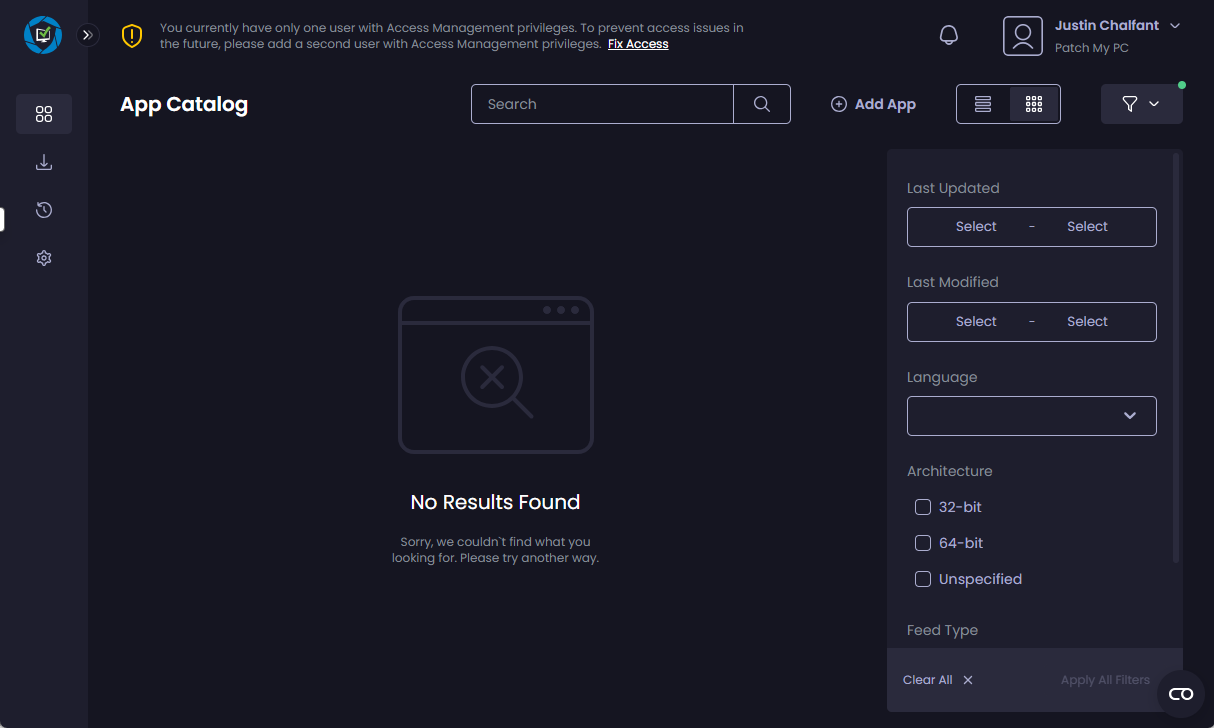 You currently have only one user with Access Management privileges. To prevent access issues in
the future, please add a second user with Access Management privileges. Fix Access
Justin Chalfant
Patch My PC
App Catalog
Search
Add App
Last Updated
Select - Select
Last Modified
Select - Select
Language
Architecture
32-bit
64-bit
Unspecified
Feed Type
Clear All
Apply All Filters
No Results Found
Sorry, we couldn`t find what you
looking for. Please try another way.